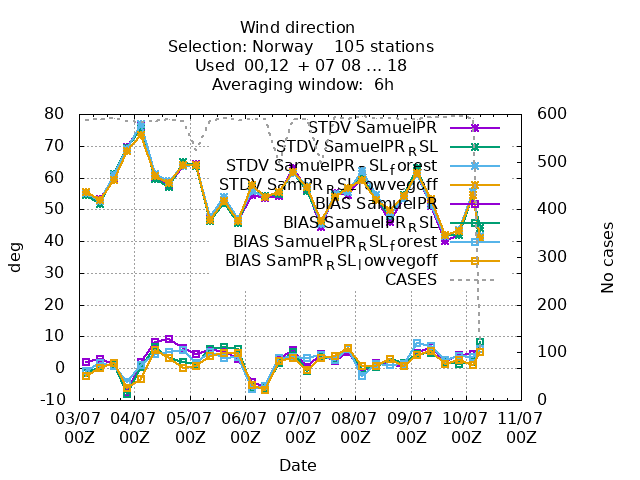 Wind direction
Selection: Norway 105 stations
Used 00,12 + 07 08 ... 18
Averaging window: 6h
80
70
60
50
40
30
20
10
0
-10
deg
600
500
400
300
200
100
0
No cases
STDV SamuelPR
STDV SamuelPR_RSL
STDV SamuelPR_RSL_forest
STDV SamPR_RSL_lowvegoff
BIAS SamuelPR
BIAS SamuelPR_RSL
BIAS SamuelPR_RSL_forest
BIAS SamPR_RSL_lowvegoff
CASES
03/07 04/07 05/07 06/07 07/07 08/07 09/07 10/07 11/07
00Z 00Z 00Z 00Z 00Z 00Z 00Z 00Z 00Z
Date